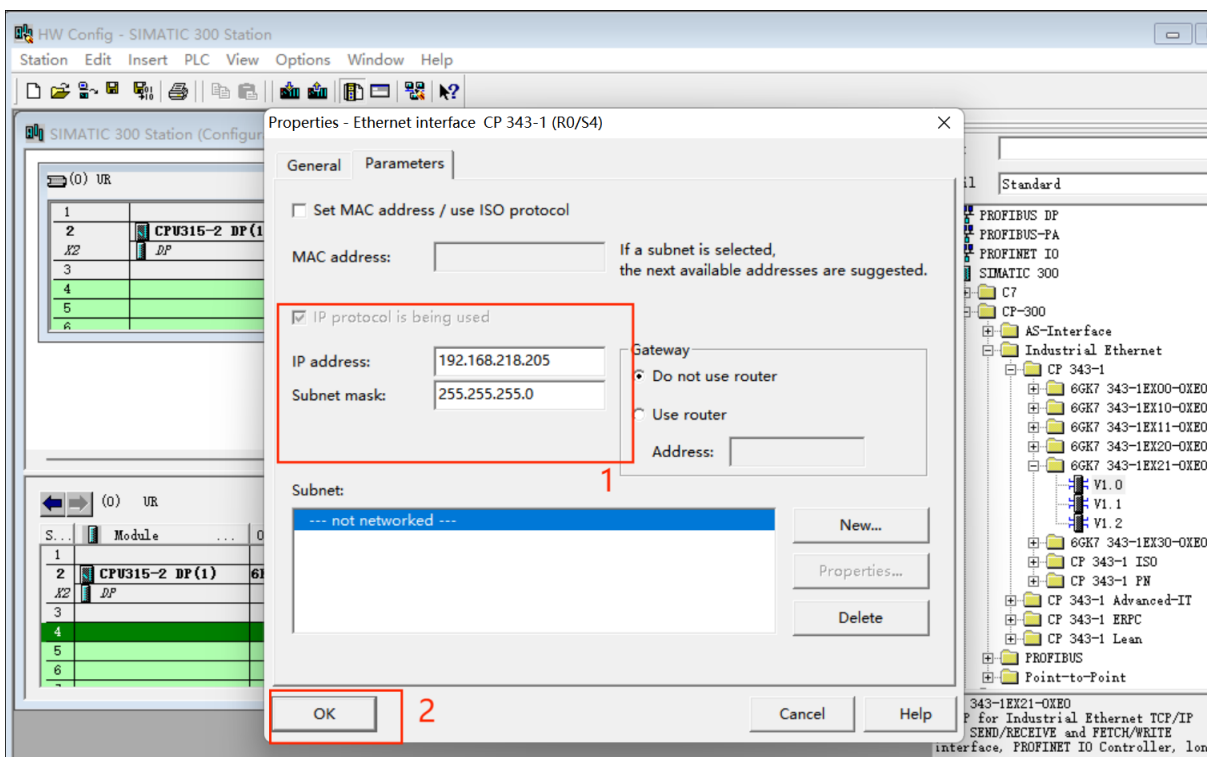 HW Config - SIMATIC 300 Station
Station Edit Insert PLC View Options Window Help
SIMATIC 300 Station (Configur
(0) UR
1
2 CPU315-2 DP(1
X2 DP
3
4
5
6
Properties - Ethernet interface CP 343-1 (R0/S4)
General Parameters
Set MAC address / use ISO protocol
MAC address:
If a subnet is selected,
the next available addresses are suggested.
IP protocol is being used
IP address: 192.168.218.205
Subnet mask: 255.255.255.0
Gateway
Do not use router
Use router
Address:
1
Subnet:
--- not networked ---
New...
Properties...
Delete
OK
2
Cancel
Help
(0) UR
S... Module ...
1
2 CPU315-2 DP(1)
X2 DP
3
4
5
6
Standard
PROFIBUS DP
PROFIBUS-PA
PROFINET IO
SIMATIC 300
C7
CP-300
AS-Interface
Industrial Ethernet
CP 343-1
6GK7 343-1EX00-0XE0
6GK7 343-1EX10-0XE0
6GK7 343-1EX11-0XE0
6GK7 343-1EX20-0XE0
6GK7 343-1EX21-0XE0
V1.0
V1.1
V1.2
6GK7 343-1EX30-0XE0
CP 343-1 ISO
CP 343-1 PN
CP 343-1 Advanced-IT
CP 343-1 ERPC
CP 343-1 Lean
PROFIBUS
Point-to-Point
343-1EX21-0XE0
P for Industrial Ethernet TCP/IP
SEND/RECEIVE and FETCH/WRITE
interface, PROFINET IO Controller, lon